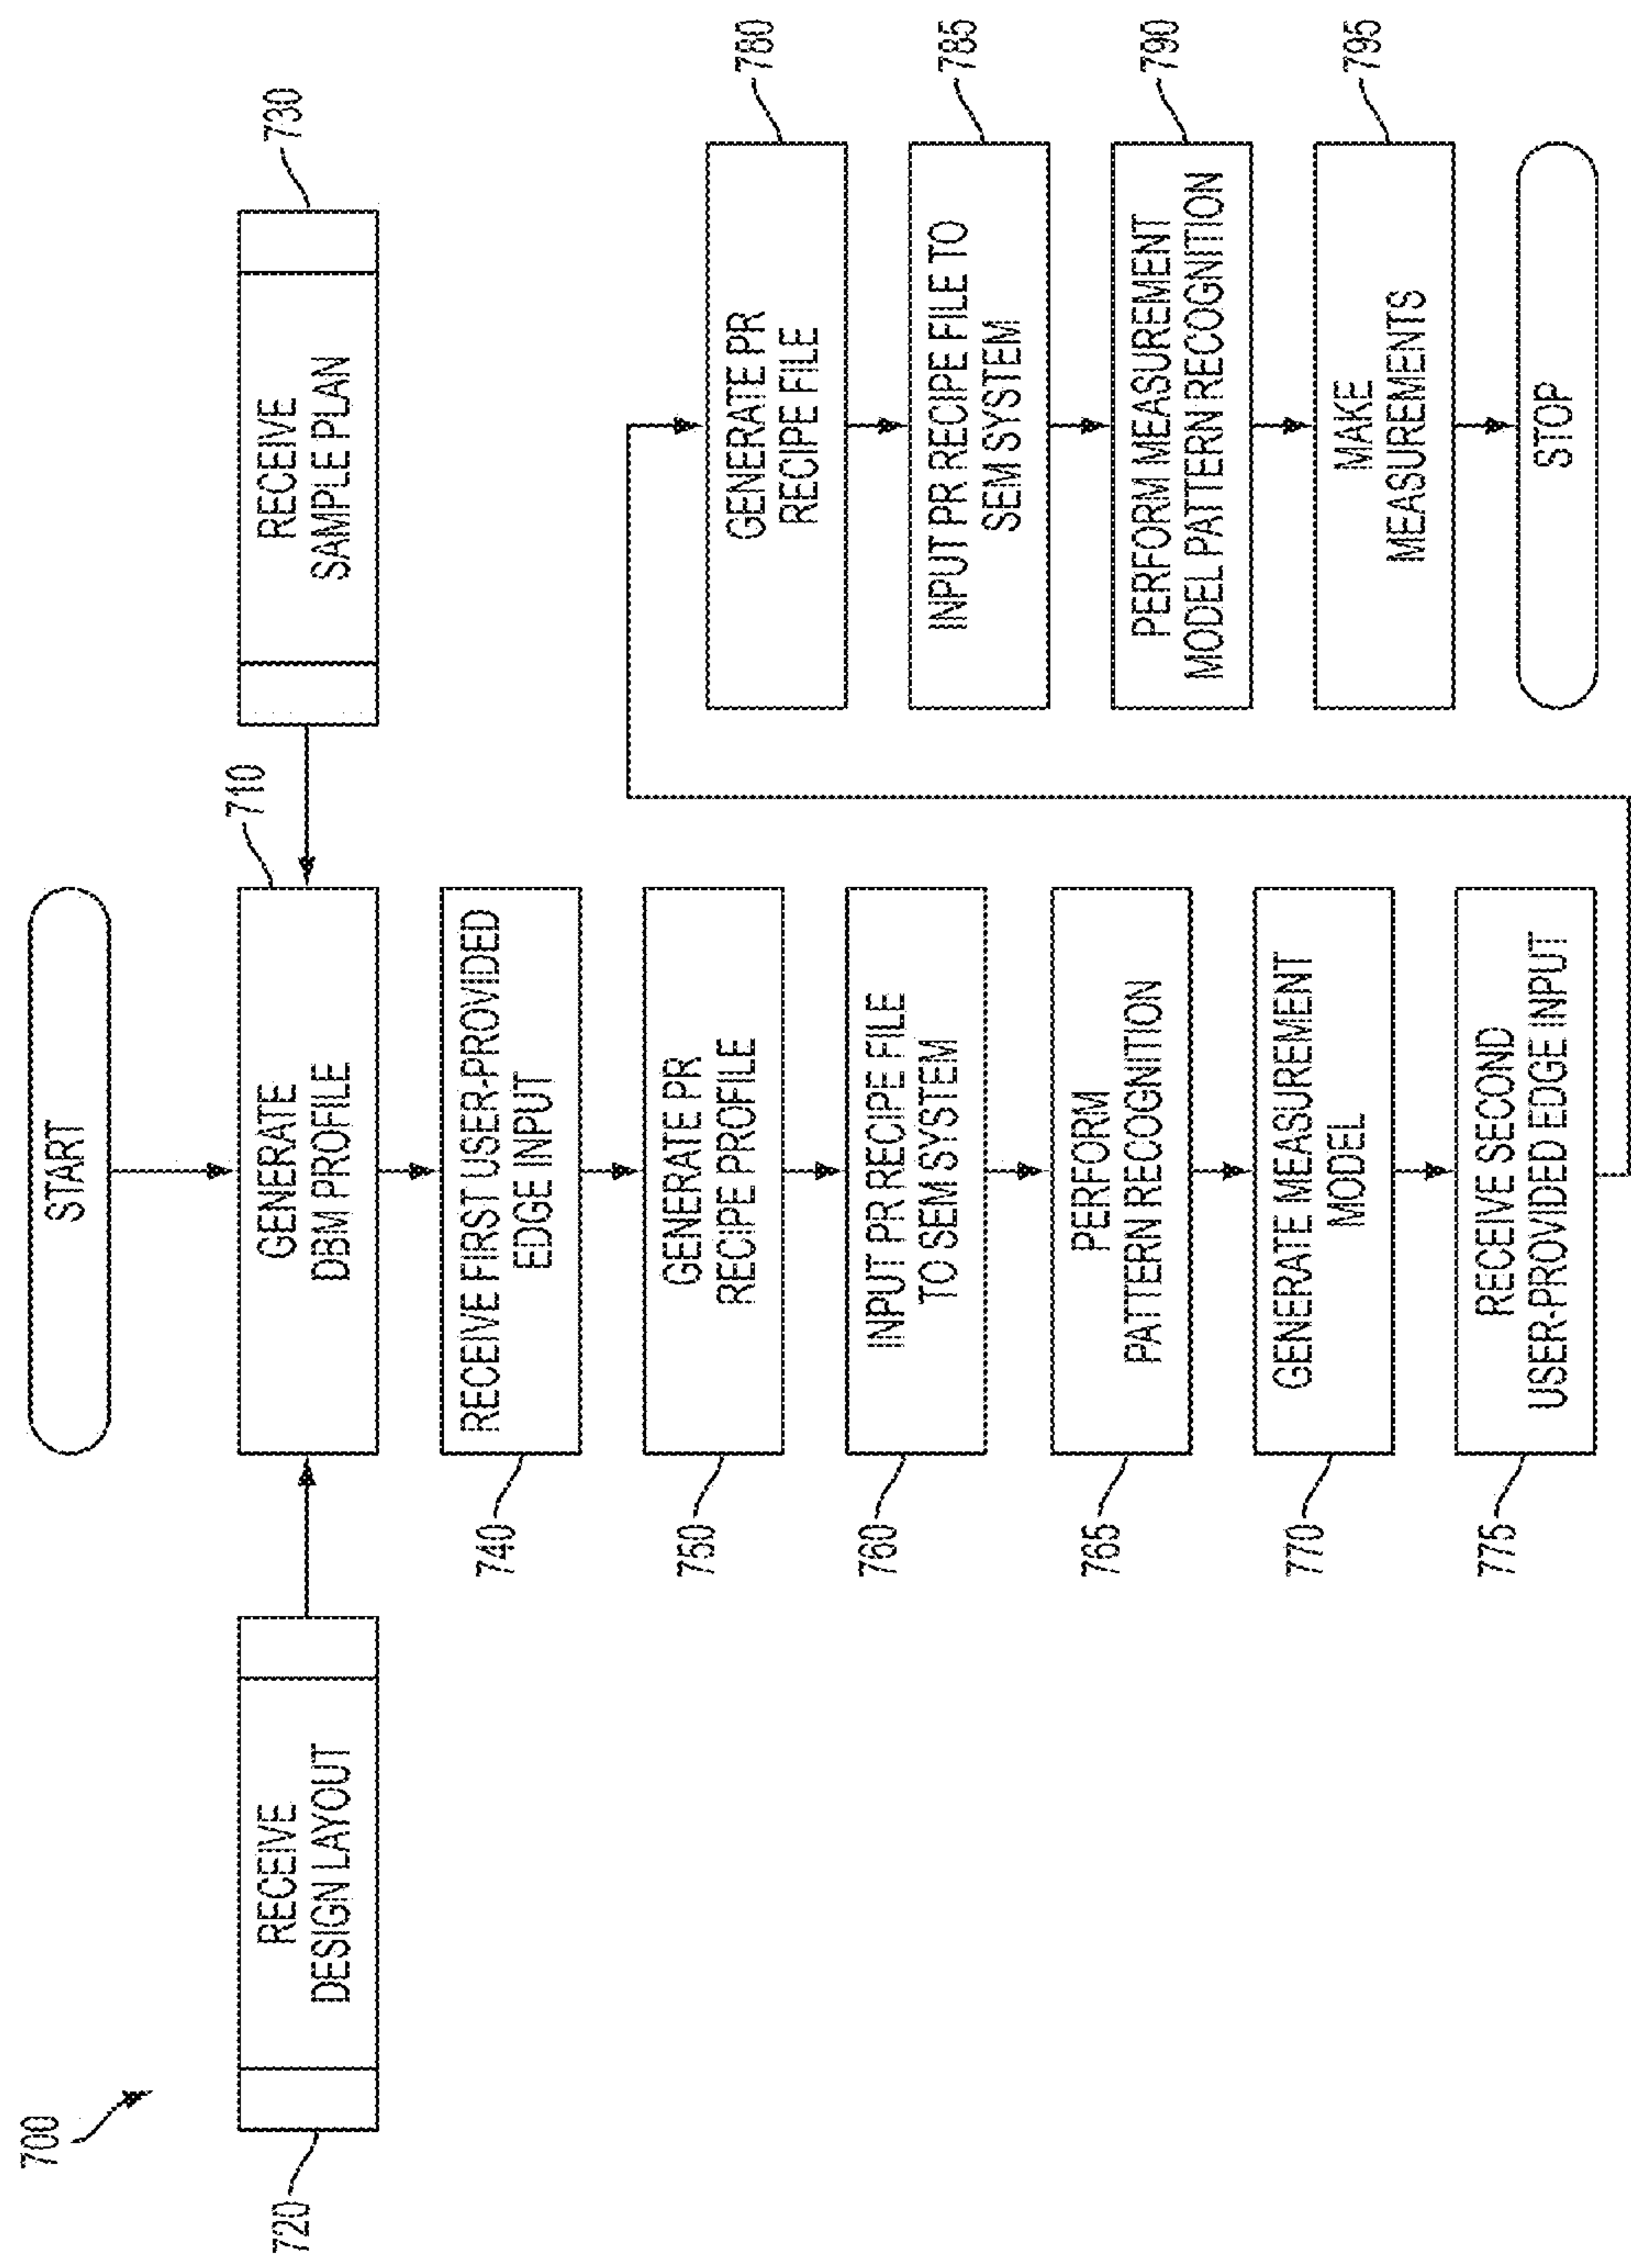 700
START
720
RECEIVE
DESIGN LAYOUT
GENERATE
DBM PROFILE
710
RECEIVE
SAMPLE PLAN
730
RECEIVE FIRST USER-PROVIDED
EDGE INPUT
740
GENERATE PR
RECIPE PROFILE
750
INPUT PR RECIPE FILE
TO SEM SYSTEM
760
PERFORM
PATTERN RECOGNITION
765
GENERATE MEASUREMENT
MODEL
770
RECEIVE SECOND
USER-PROVIDED EDGE INPUT
775
GENERATE PR
RECIPE FILE
780
INPUT PR RECIPE FILE TO
SEM SYSTEM
785
PERFORM MEASUREMENT
MODEL PATTERN RECOGNITION
790
MAKE
MEASUREMENTS
795
STOP